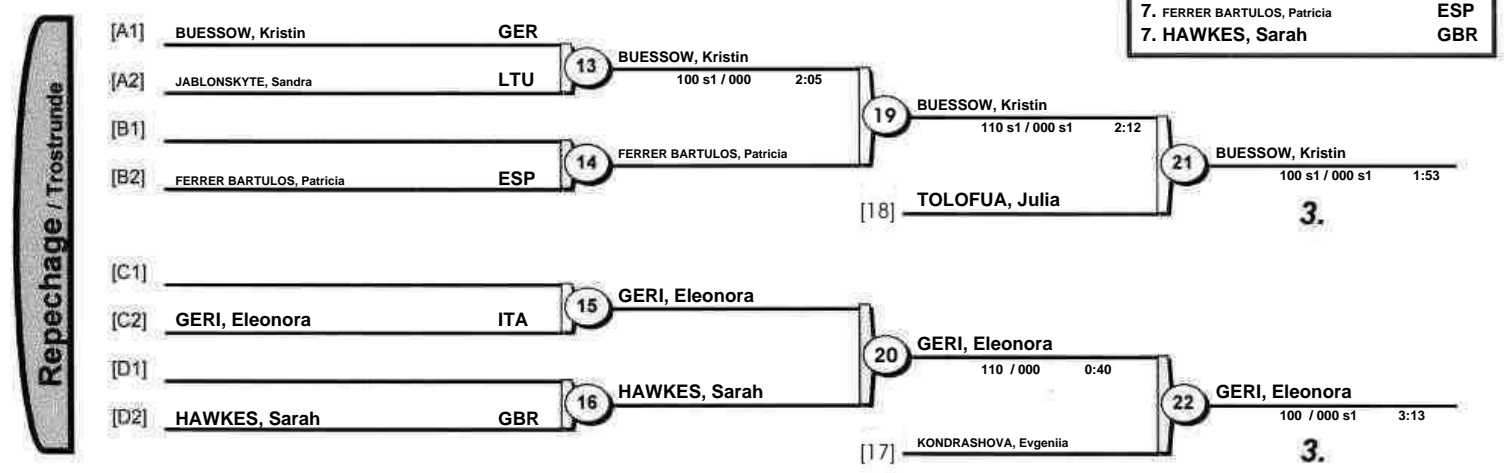 7. FERRER BARTULOS, Patricia ESP
7. HAWKES, Sarah GBR
Repechage / Trostrunde
[A1] BUESSOW, Kristin GER
[A2] JABLONSKYTE, Sandra LTU
13 BUESSOW, Kristin
100 s1 / 000 2:05
[B1]
[B2] FERRER BARTULOS, Patricia ESP
14 FERRER BARTULOS, Patricia
19 BUESSOW, Kristin
110 s1 / 000 s1 2:12
[18] TOLOFUA, Julia
21 BUESSOW, Kristin
100 s1 / 000 s1 1:53
3.
[C1]
[C2] GERI, Eleonora ITA
15 GERI, Eleonora
[D1]
[D2] HAWKES, Sarah GBR
16 HAWKES, Sarah
20 GERI, Eleonora
110 / 000 0:40
[17] KONDRASHOVA, Evgeniia
22 GERI, Eleonora
100 / 000 s1 3:13
3.